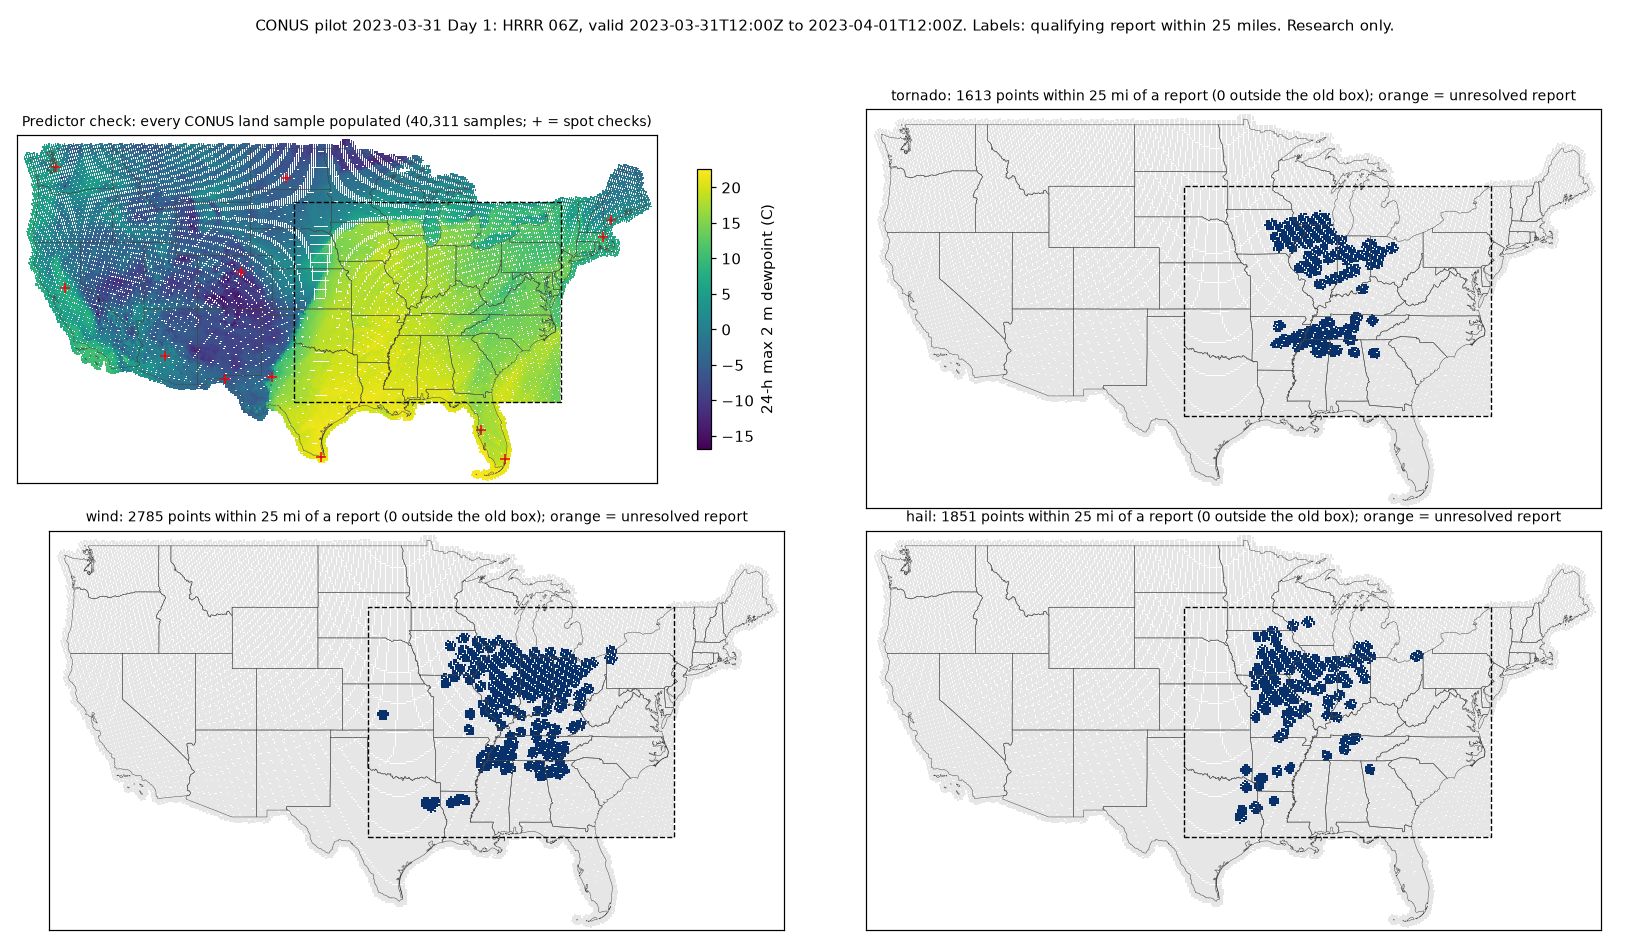 CONUS pilot 2023-03-31 Day 1: HRRR 06Z, valid 2023-03-31T12:00Z to 2023-04-01T12:00Z. Labels: qualifying report within 25 miles. Research only.
Predictor check: every CONUS land sample populated (40,311 samples; + = spot checks)
20
15
10
5
0
−5
−10
−15
24-h max 2 m dewpoint (C)
tornado: 1613 points within 25 mi of a report (0 outside the old box); orange = unresolved report
wind: 2785 points within 25 mi of a report (0 outside the old box); orange = unresolved report
hail: 1851 points within 25 mi of a report (0 outside the old box); orange = unresolved report